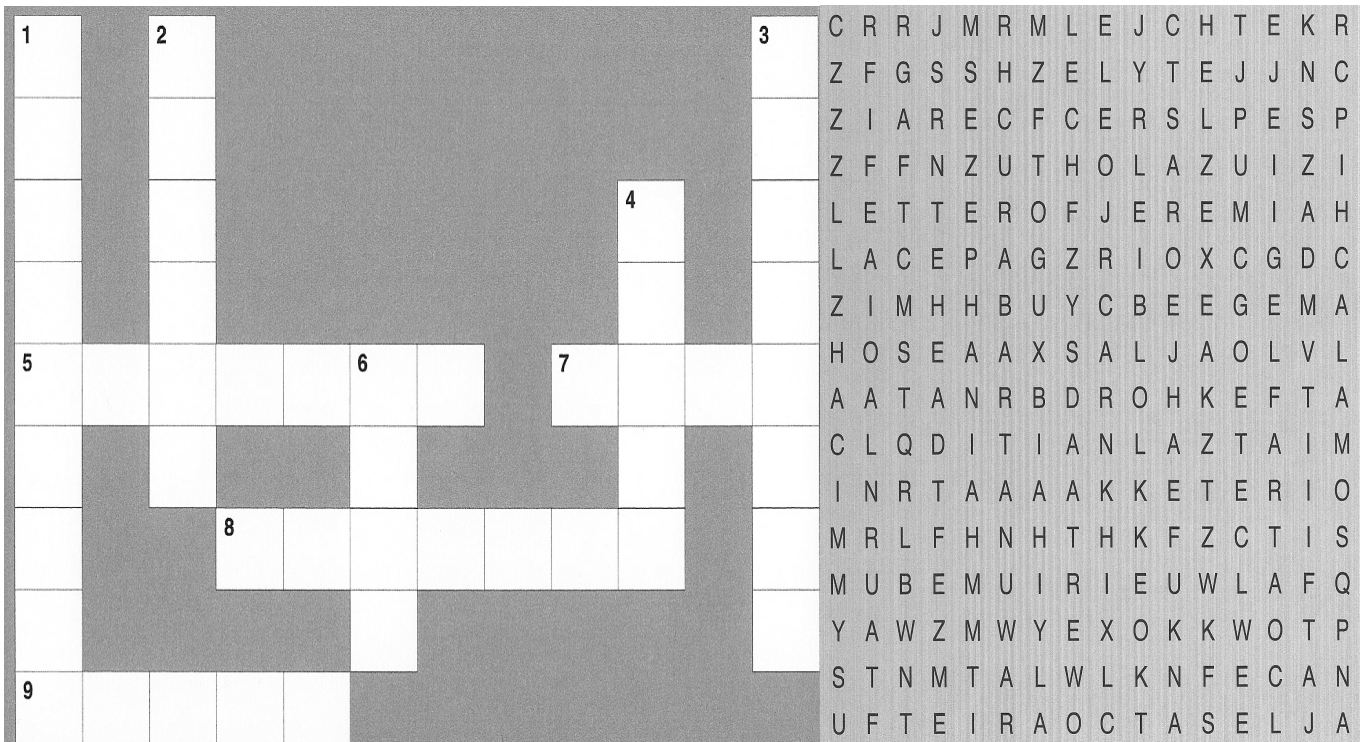 1 2 3
4
5 6 7
8
9
C R R J M R M L E J C H T E K R
Z F G S S H Z E L Y T E J J N C
Z I A R E C F C E R S L P E S P
Z F F N Z U T H O L A Z U I Z I
L E T T E R O F J E R E M I A H
L A C E P A G Z R I O X C G D C
Z I M H H B U Y C B E E G E M A
H O S E A A X S A L J A O L V L
A A T A N R B D R O H K E F T A
C L Q D I T I A N L A Z T A I M
I N R T A A A A K K E T E R I O
M R L F H N H T H K F Z C T I S
M U B E M U I R I E U W L A F Q
Y A W Z M W Y E X O K K W O T P
S T N M T A L W L K N F E C A N
U F T E I R A O C T A S E L J A